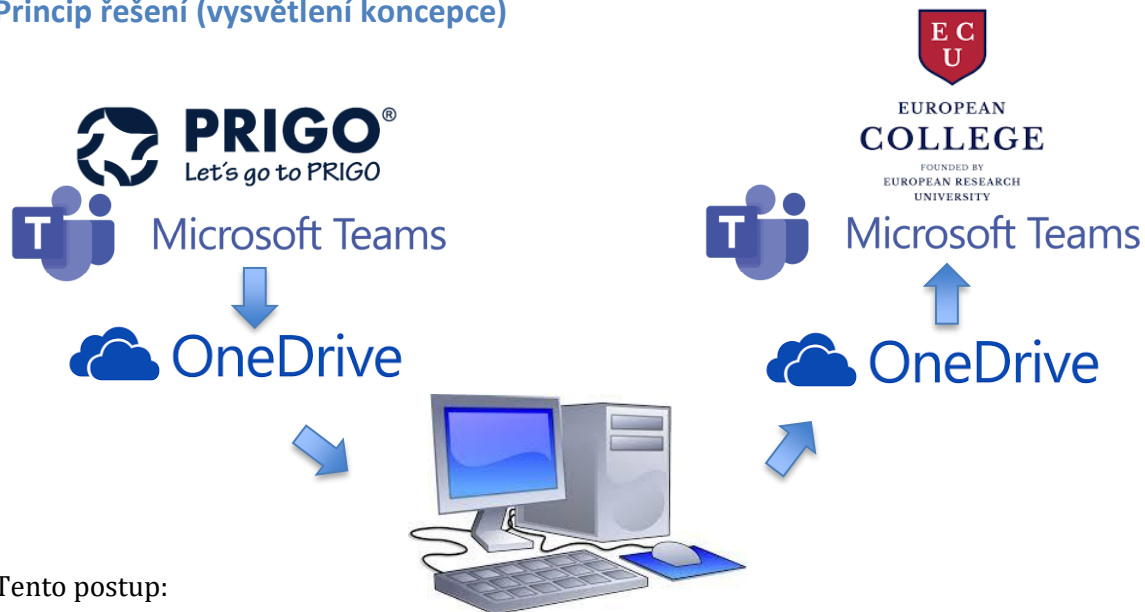 Princip řešení (vysvětlení koncepce)
PRIGO®
Let's go to PRIGO
T Microsoft Teams
OneDrive
E C
U
EUROPEAN
COLLEGE
FOUNDED BY
EUROPEAN RESEARCH
UNIVERSITY
T Microsoft Teams
OneDrive
Tento postup: